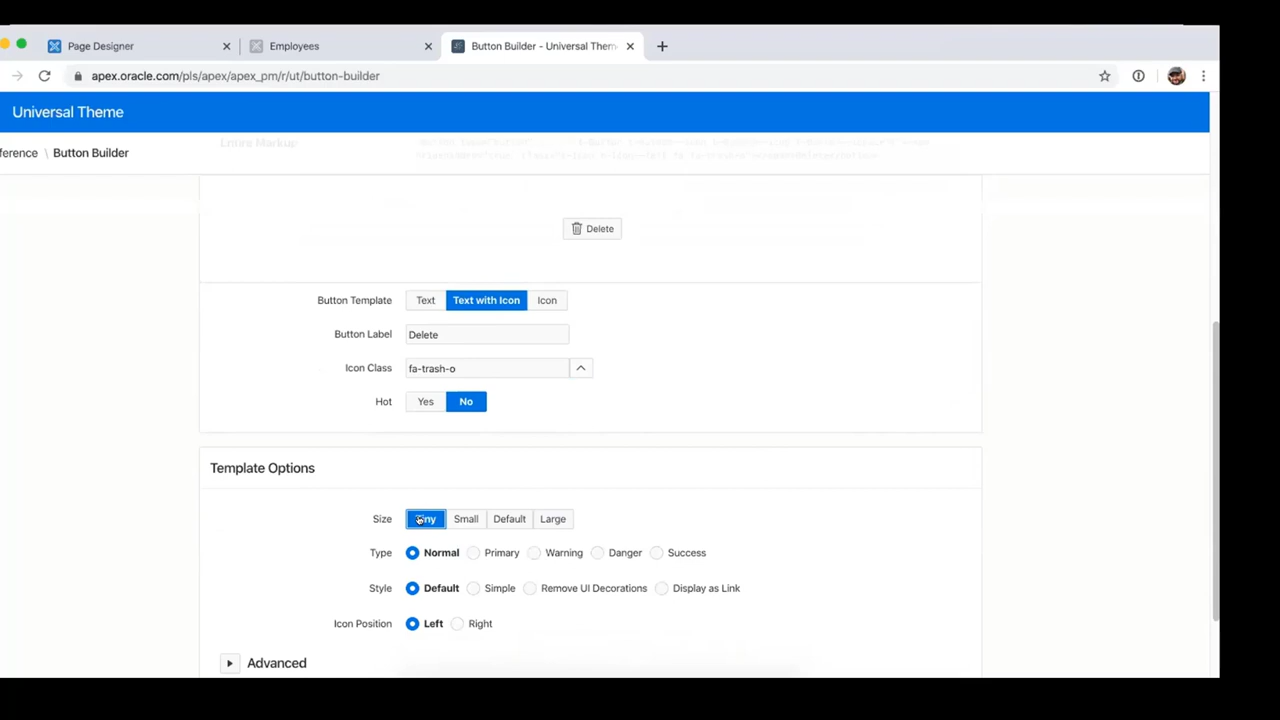 Page Designer
Employees
Button Builder - Universal Them
apex.oracle.com/pls/apex/apex_pm/r/ut/button-builder
Universal Theme
ference \ Button Builder
Entire Markup
Delete
Button Template Text Text with Icon Icon
Button Label Delete
Icon Class fa-trash-o
Hot Yes No
Template Options
Size Tiny Small Default Large
Type Normal Primary Warning Danger Success
Style Default Simple Remove UI Decorations Display as Link
Icon Position Left Right
Advanced